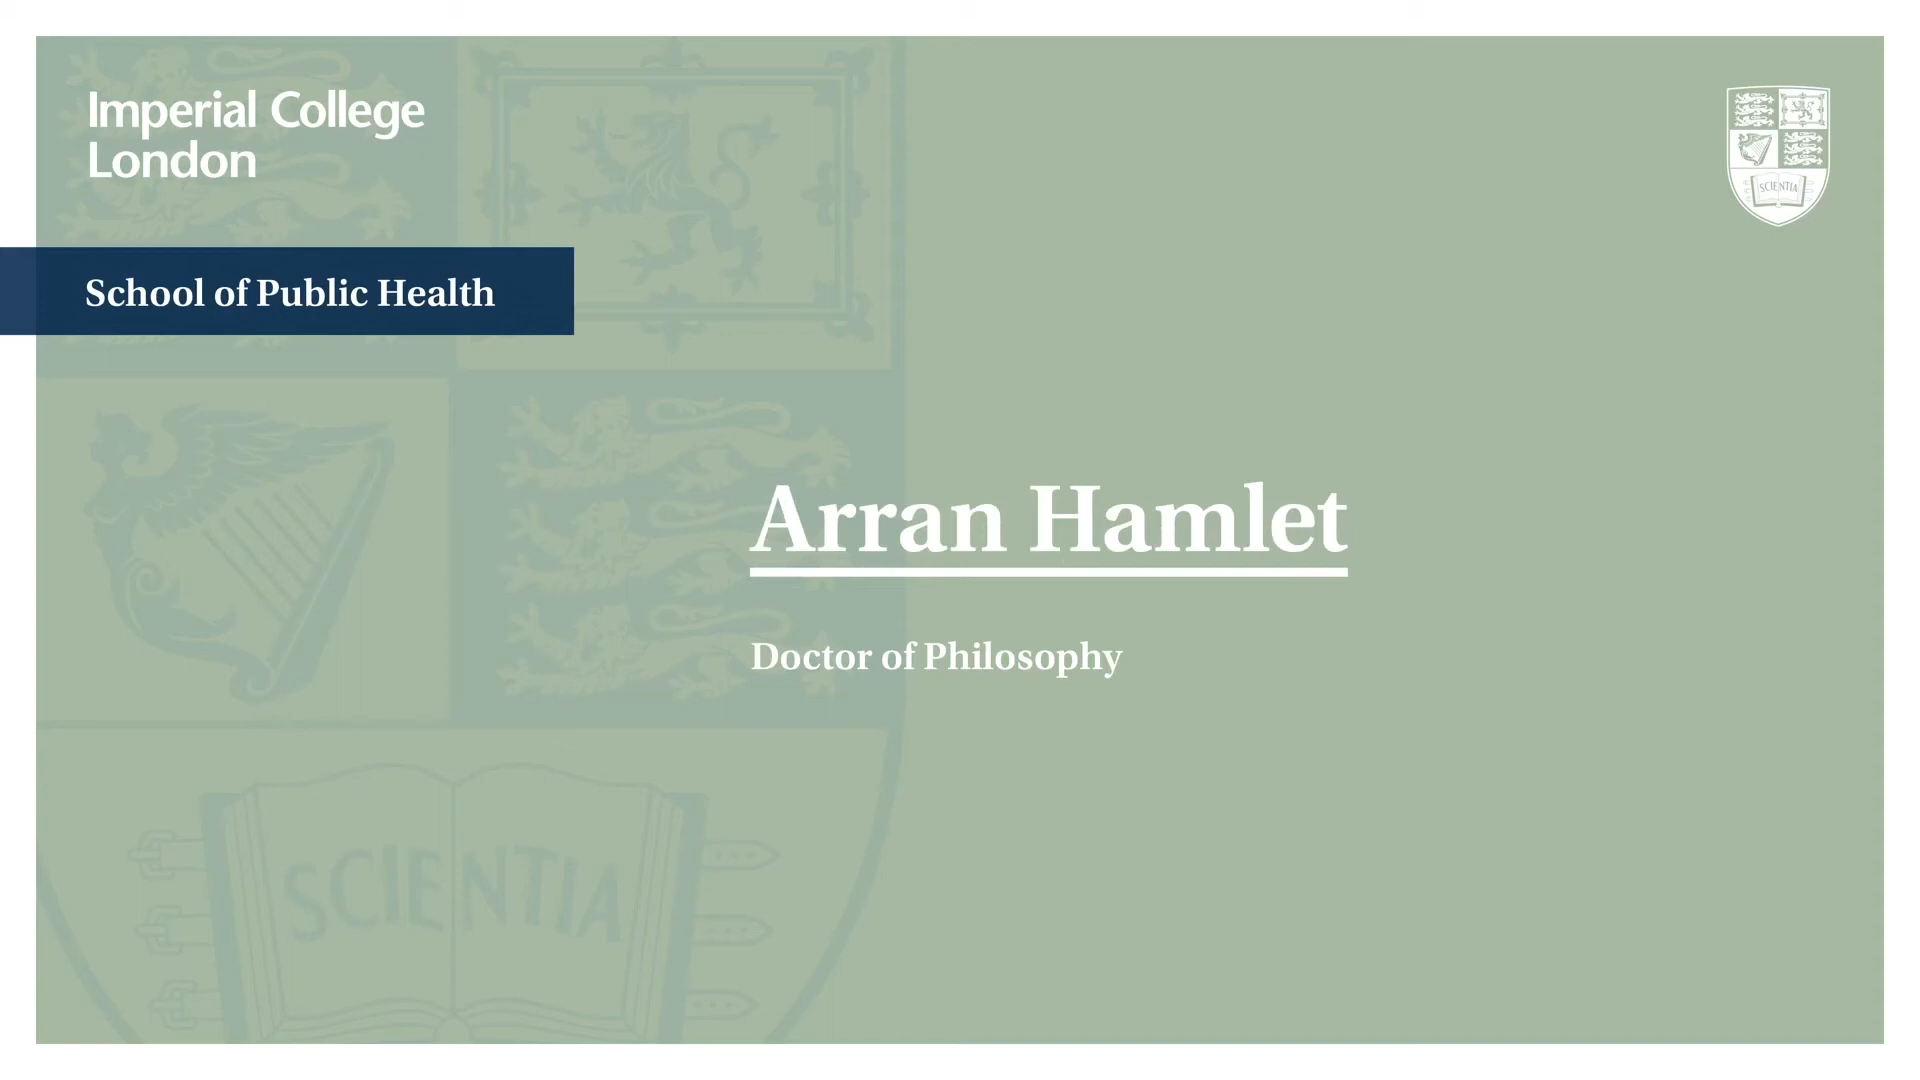 Imperial College
London
School of Public Health
SCIENTIA
Arran Hamlet
Doctor of Philosophy
SCIENTIA